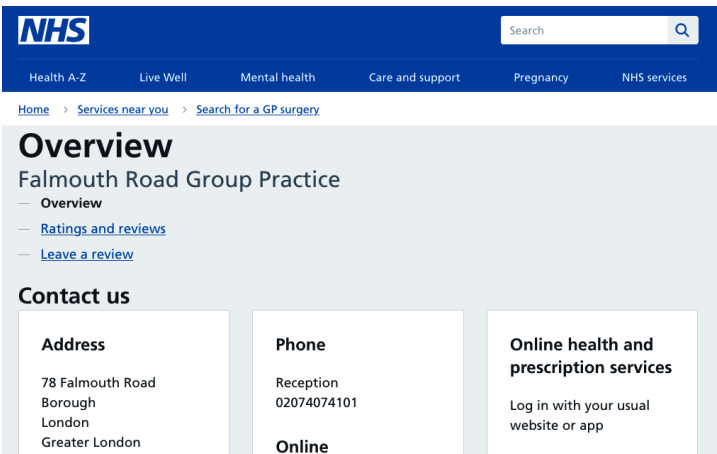 NHS
Search
Health A-Z Live Well Mental health Care and support Pregnancy NHS services
Home > Services near you > Search for a GP surgery
Overview
Falmouth Road Group Practice
— Overview
— Ratings and reviews
— Leave a review
Contact us
Address
78 Falmouth Road
Borough
London
Greater London
Phone
Reception
02074074101
Online
Online health and
prescription services
Log in with your usual
website or app